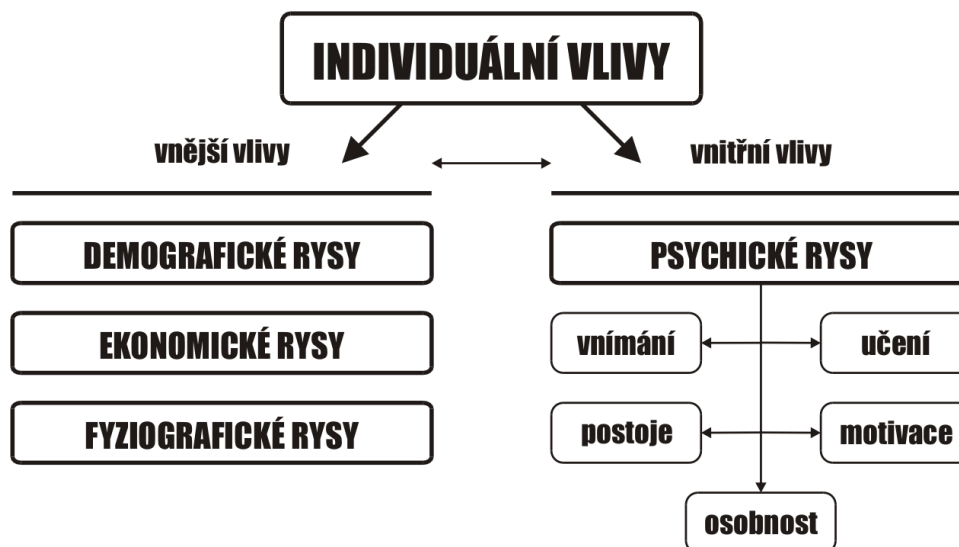 INDIVIDUÁLNÍ VLIVY
vnější vlivy
vnitřní vlivy
DEMOGRAFICKÉ RYSY
PSYCHICKÉ RYSY
EKONOMICKÉ RYSY
vnímání
učení
FYZIOGRAFICKÉ RYSY
postoje
motivace
osobnost